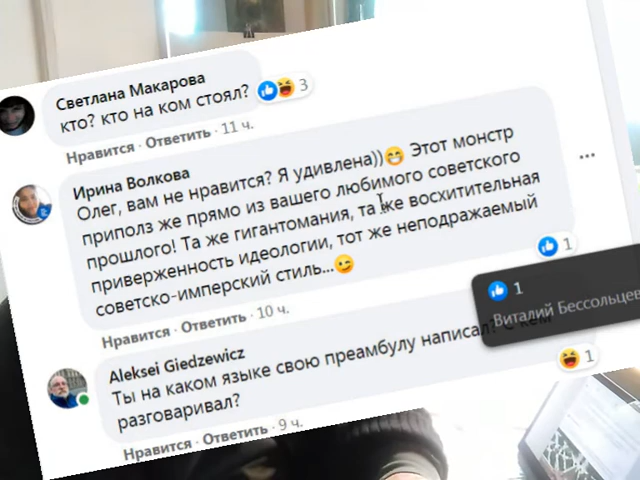 Светлана Макарова
кто? кто на ком стоял?
3
Нравится · Ответить · 11 ч.
Ирина Волкова
Олег, вам не нравится? Я удивлена))😁 Этот монстр
приполз же прямо из вашего любимого советского
прошлого! Та же гигантомания, та же восхитительная
приверженность идеологии, тот же неподражаемый
советско-имперский стиль...😉
1
Нравится · Ответить · 10 ч.
1
Виталий Бессольцев
Aleksei Giedzewicz
Ты на каком языке свою преамбулу написал? С кем
разговаривал?
1
Нравится · Ответить · 9 ч.